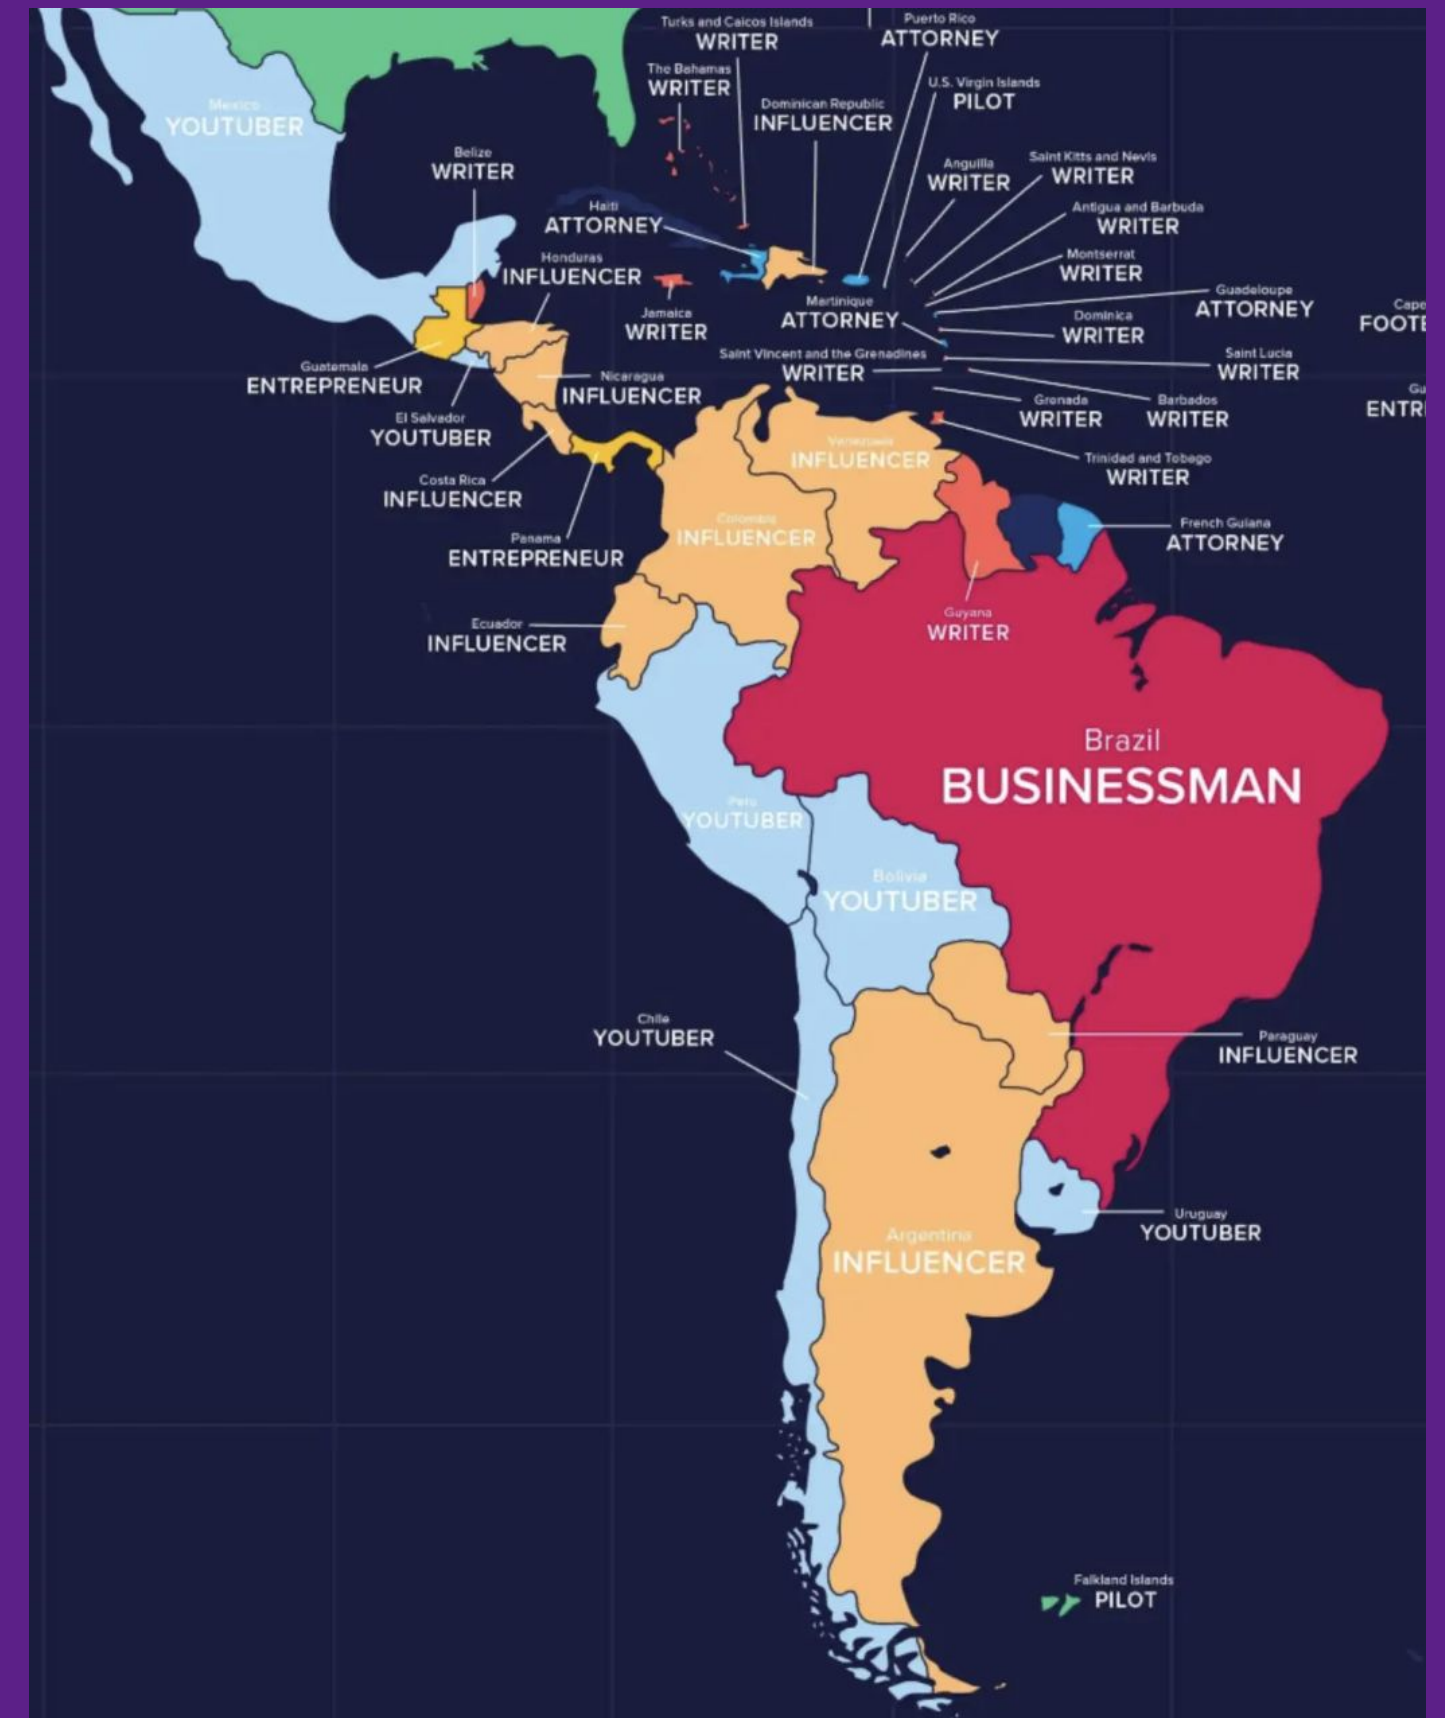 Turks and Caicos Islands
WRITER
Puerto Rico
ATTORNEY
The Bahamas
WRITER
U.S. Virgin Islands
PILOT
Dominican Republic
INFLUENCER
Mexico
YOUTUBER
Belize
WRITER
Anguilla
WRITER
Saint Kitts and Nevis
WRITER
Haiti
ATTORNEY
Antigua and Barbuda
WRITER
Honduras
INFLUENCER
Montserrat
WRITER
Jamaica
WRITER
Martinique
ATTORNEY
Guadeloupe
ATTORNEY
Cape
FOOTE
Dominica
WRITER
Saint Vincent and the Grenadines
WRITER
Saint Lucia
WRITER
Guatemala
ENTREPRENEUR
Nicaragua
INFLUENCER
Grenada
WRITER
Barbados
WRITER
Gu
ENTR
El Salvador
YOUTUBER
Venezuela
INFLUENCER
Trinidad and Tobago
WRITER
Costa Rica
INFLUENCER
Colombia
INFLUENCER
French Guiana
ATTORNEY
Panama
ENTREPRENEUR
Guyana
WRITER
Ecuador
INFLUENCER
Brazil
BUSINESSMAN
Peru
YOUTUBER
Bolivia
YOUTUBER
Chile
YOUTUBER
Paraguay
INFLUENCER
Uruguay
YOUTUBER
Argentina
INFLUENCER
Falkland Islands
PILOT